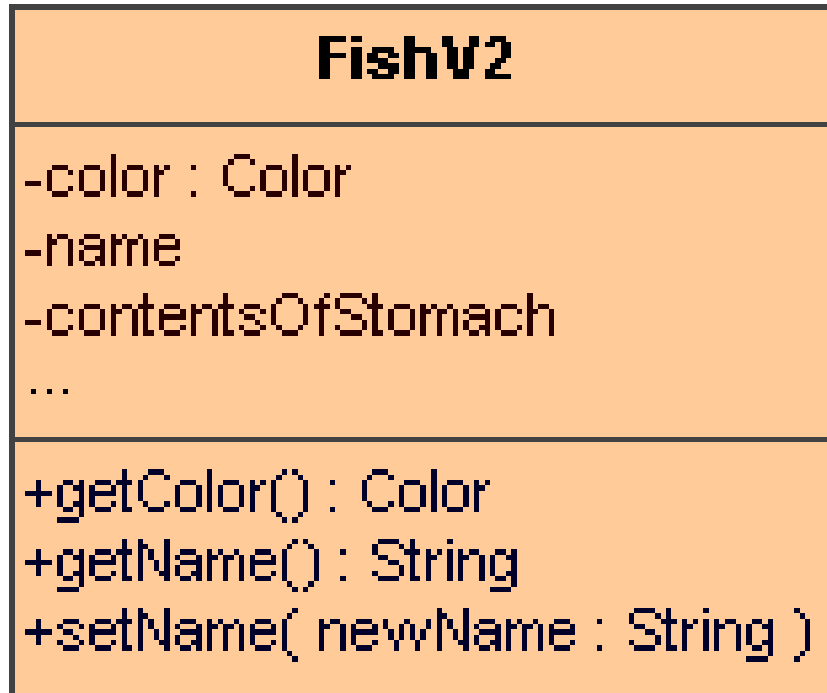 FishV2
-color : Color
-name
-contentsOfStomach
...
+getColor() : Color
+getName() : String
+setName( newName : String )